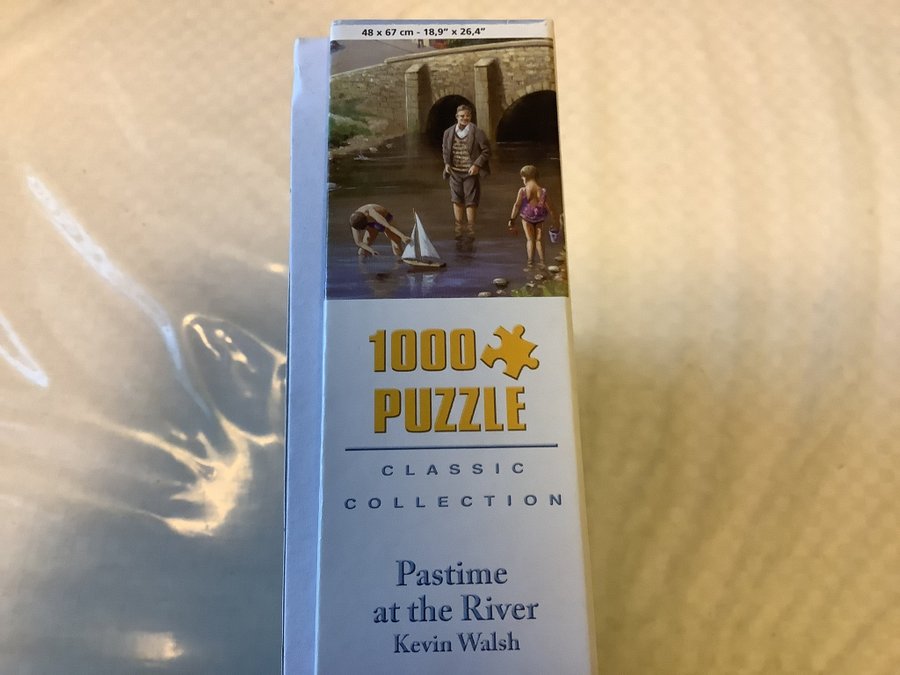 48 x 67 cm - 18,9” x 26,4”
1000
PUZZLE
CLASSIC
COLLECTION
Pastime
at the River
Kevin Walsh